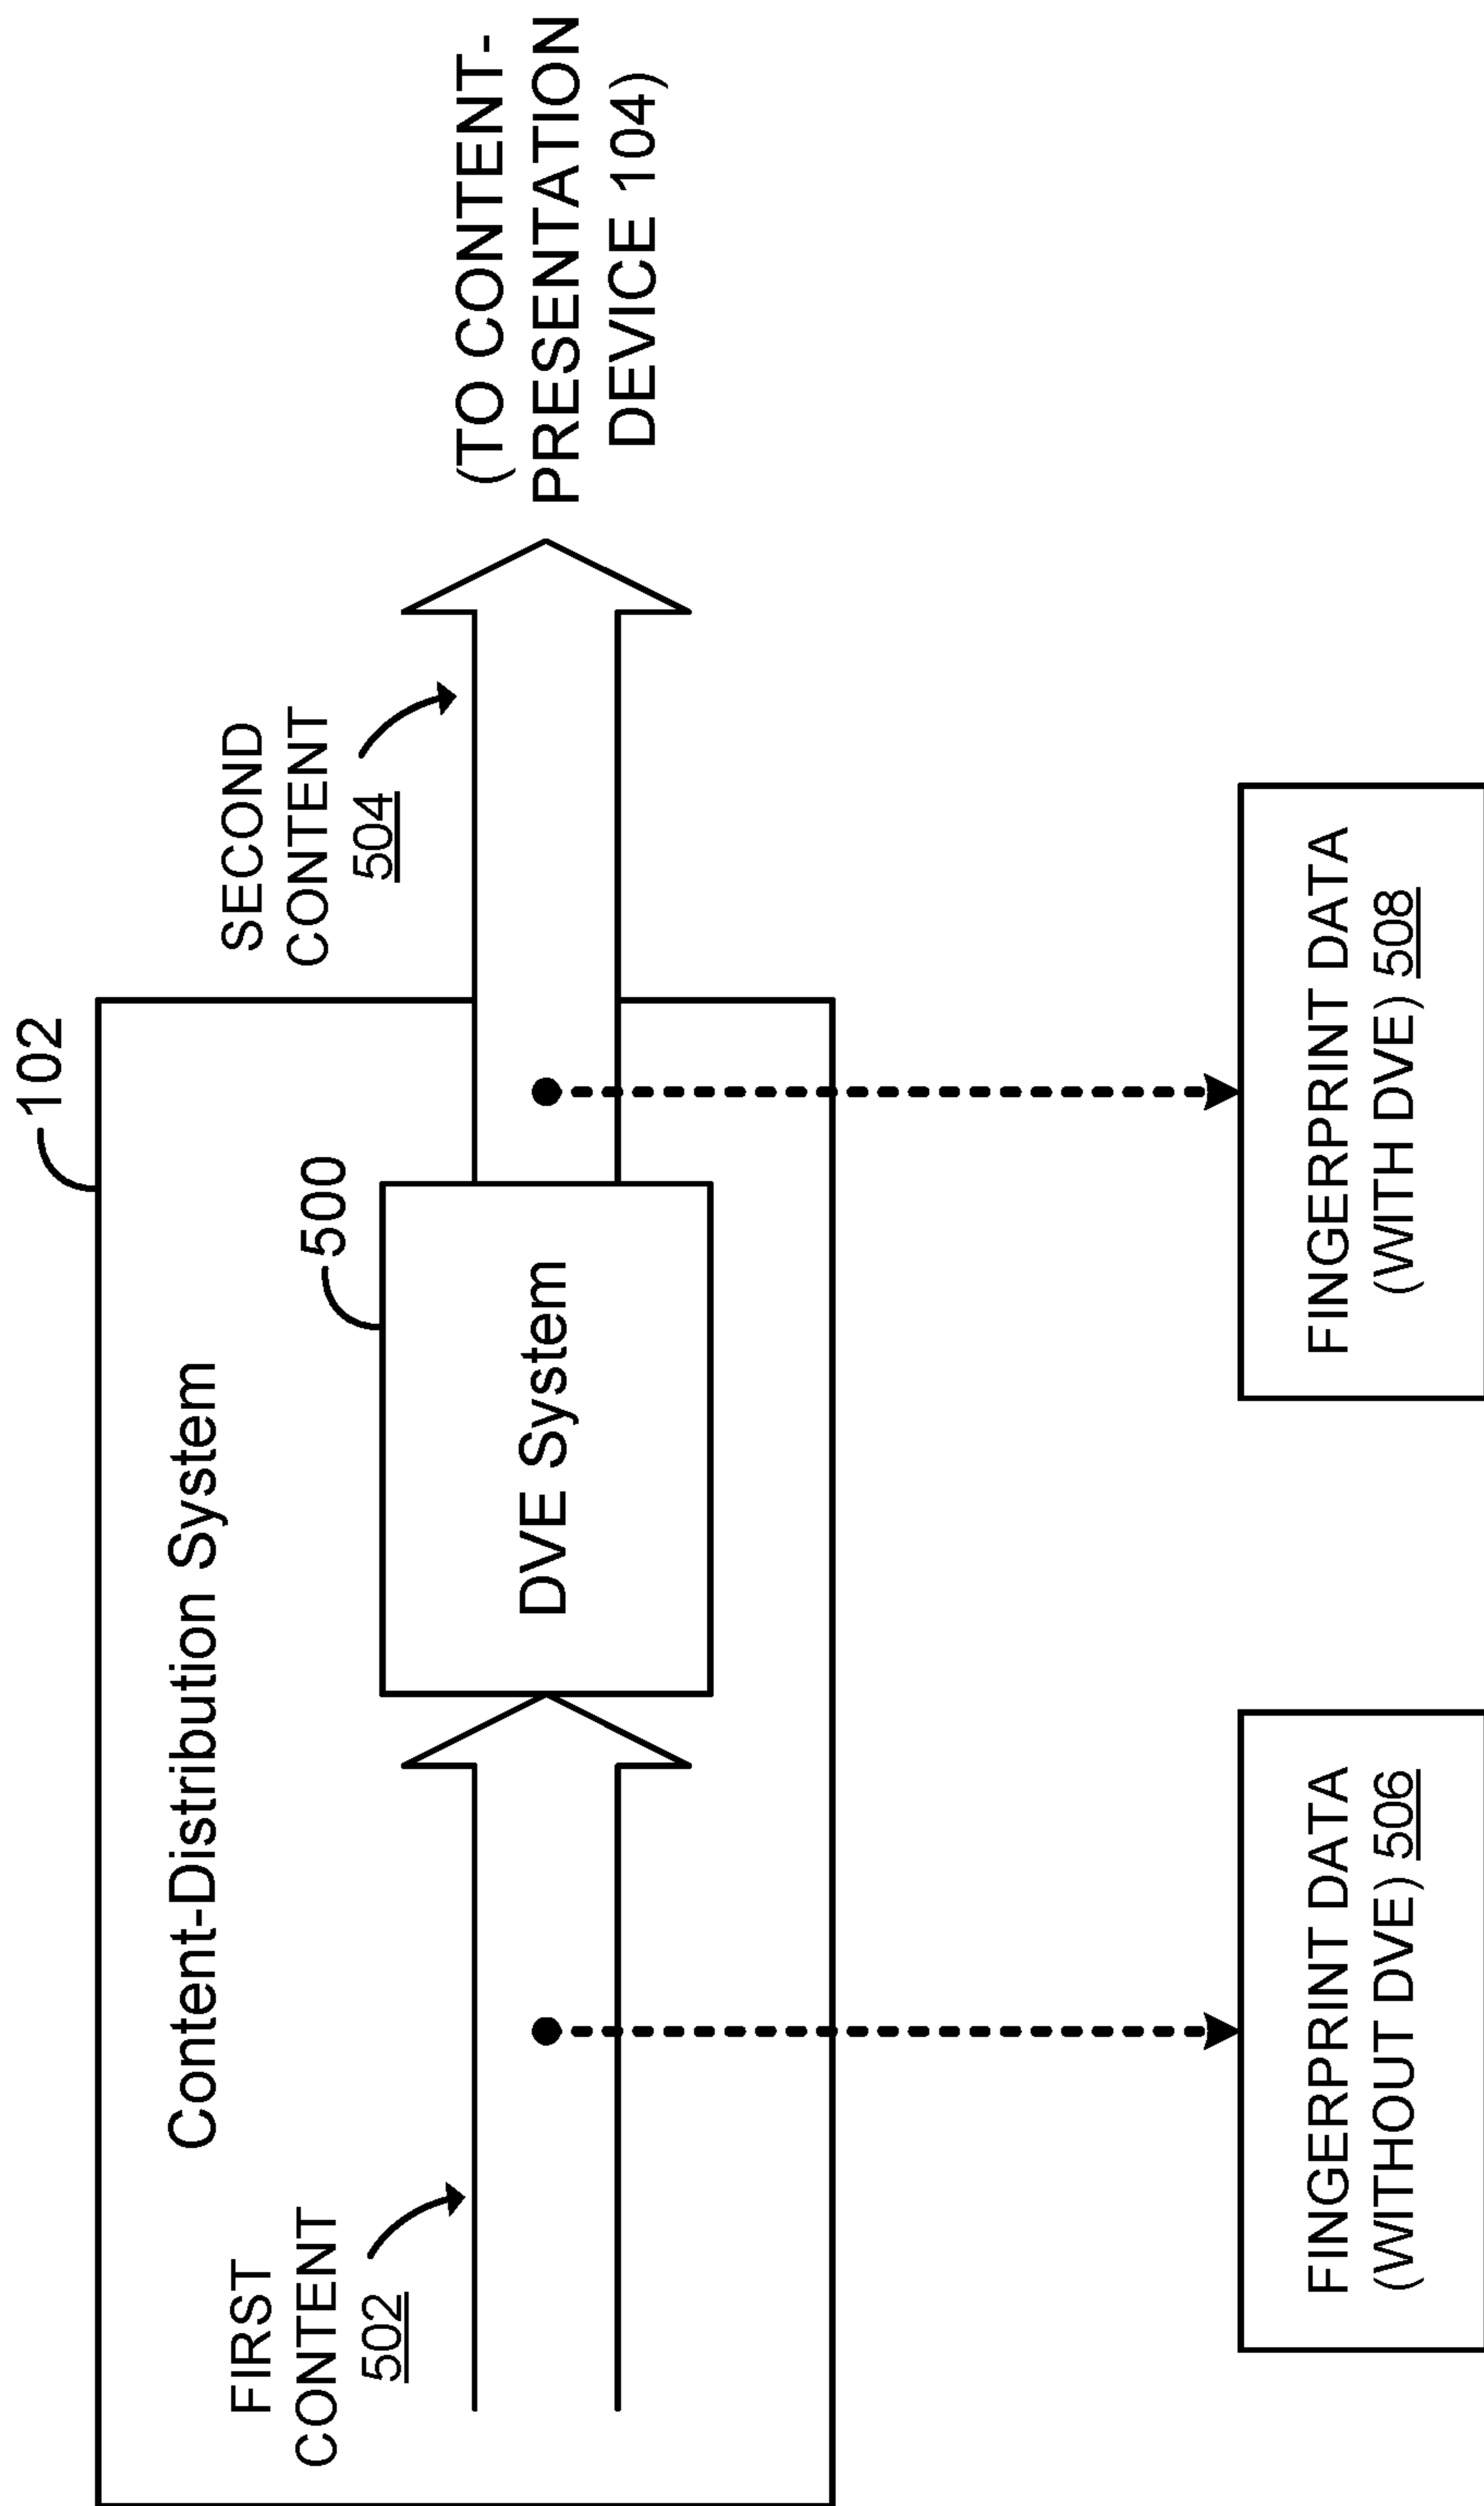 102
Content-Distribution System
FIRST
CONTENT
502
500
DVE System
SECOND
CONTENT
504
(TO CONTENT-
PRESENTATION
DEVICE 104)
FINGERPRINT DATA
(WITHOUT DVE) 506
FINGERPRINT DATA
(WITH DVE) 508